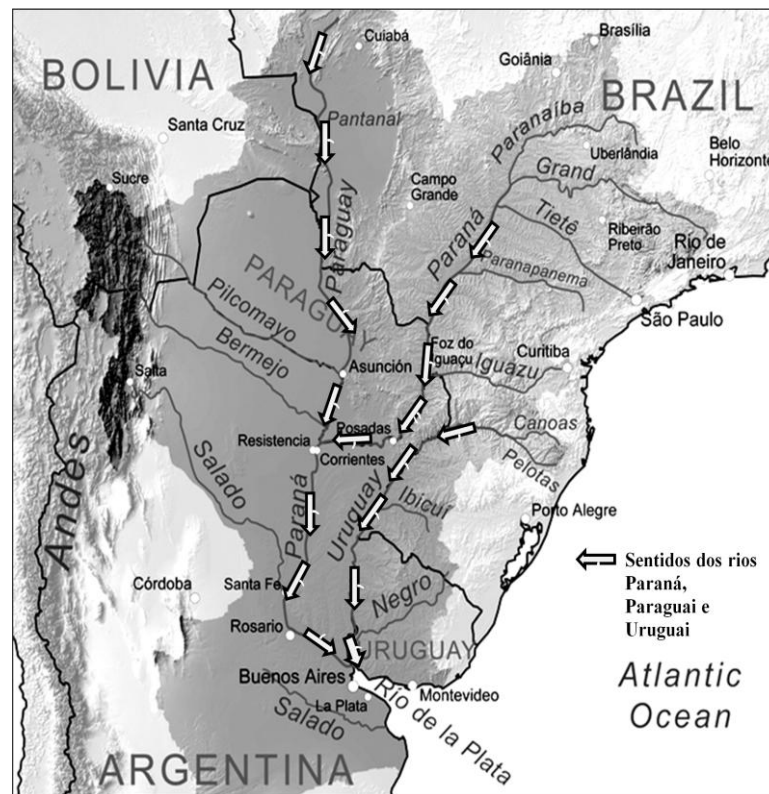 Brasília
Cuiabá
Goiânia
BOLIVIA
BRAZIL
Pantanal
Paranaíba
Santa Cruz
Uberlândia
Belo
Horizonte
Grand
Sucre
Campo
Grande
Tietê
Ribeirão
Preto
Rio de
Janeiro
Paraguay
Paraná
Paranapanema
PARAGUAY
São Paulo
Pilcomayo
Bermejo
Asunción
Foz do
Iguaçu
Iguazu
Curitiba
Salta
Posadas
Canoas
Resistencia
Corrientes
Pelotas
Andes
Salado
Paraná
Uruguay
Ibicuí
Porto Alegre
Sentidos dos rios
Paraná,
Paraguai e
Uruguai
Córdoba
Santa Fe
Negro
Rosario
URUGUAY
Buenos Aires
Montevideo
Atlantic
Ocean
La Plata
Río de la Plata
Salado
ARGENTINA